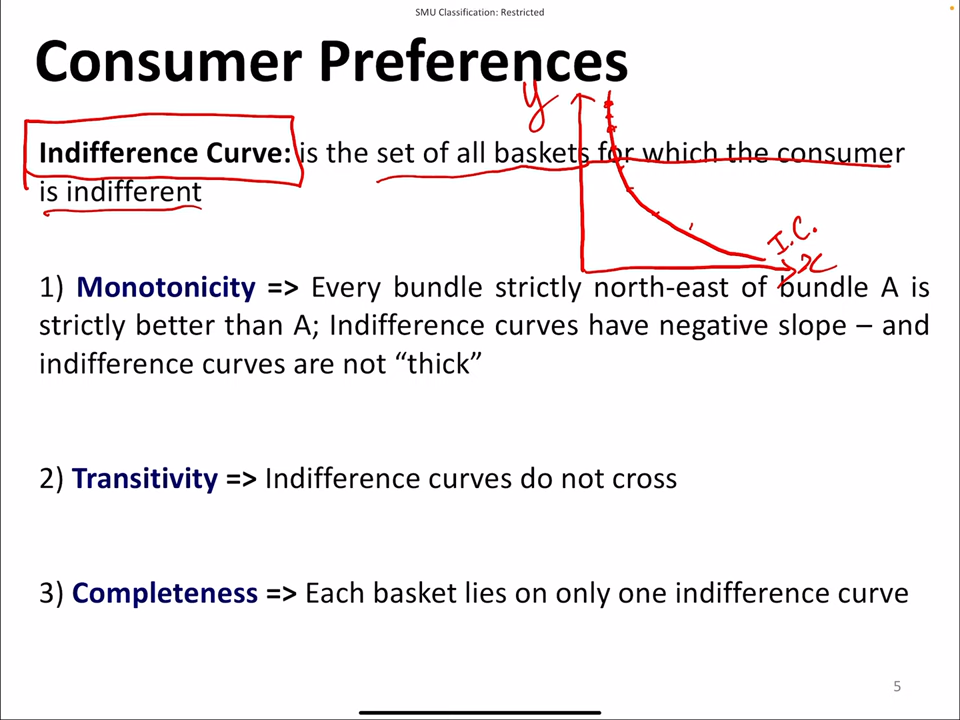 SMU Classification: Restricted
Consumer Preferences
y
Indifference Curve: is the set of all baskets for which the consumer
is indifferent
I.C.
x
1) Monotonicity => Every bundle strictly north-east of bundle A is
strictly better than A; Indifference curves have negative slope – and
indifference curves are not “thick”
2) Transitivity => Indifference curves do not cross
3) Completeness => Each basket lies on only one indifference curve
5